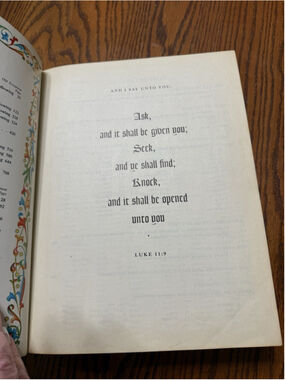 AND I SAY UNTO YOU
Ask,
and it shall be given you;
Seek,
and ye shall find;
Knock,
and it shall be opened
unto you
LUKE 11:9